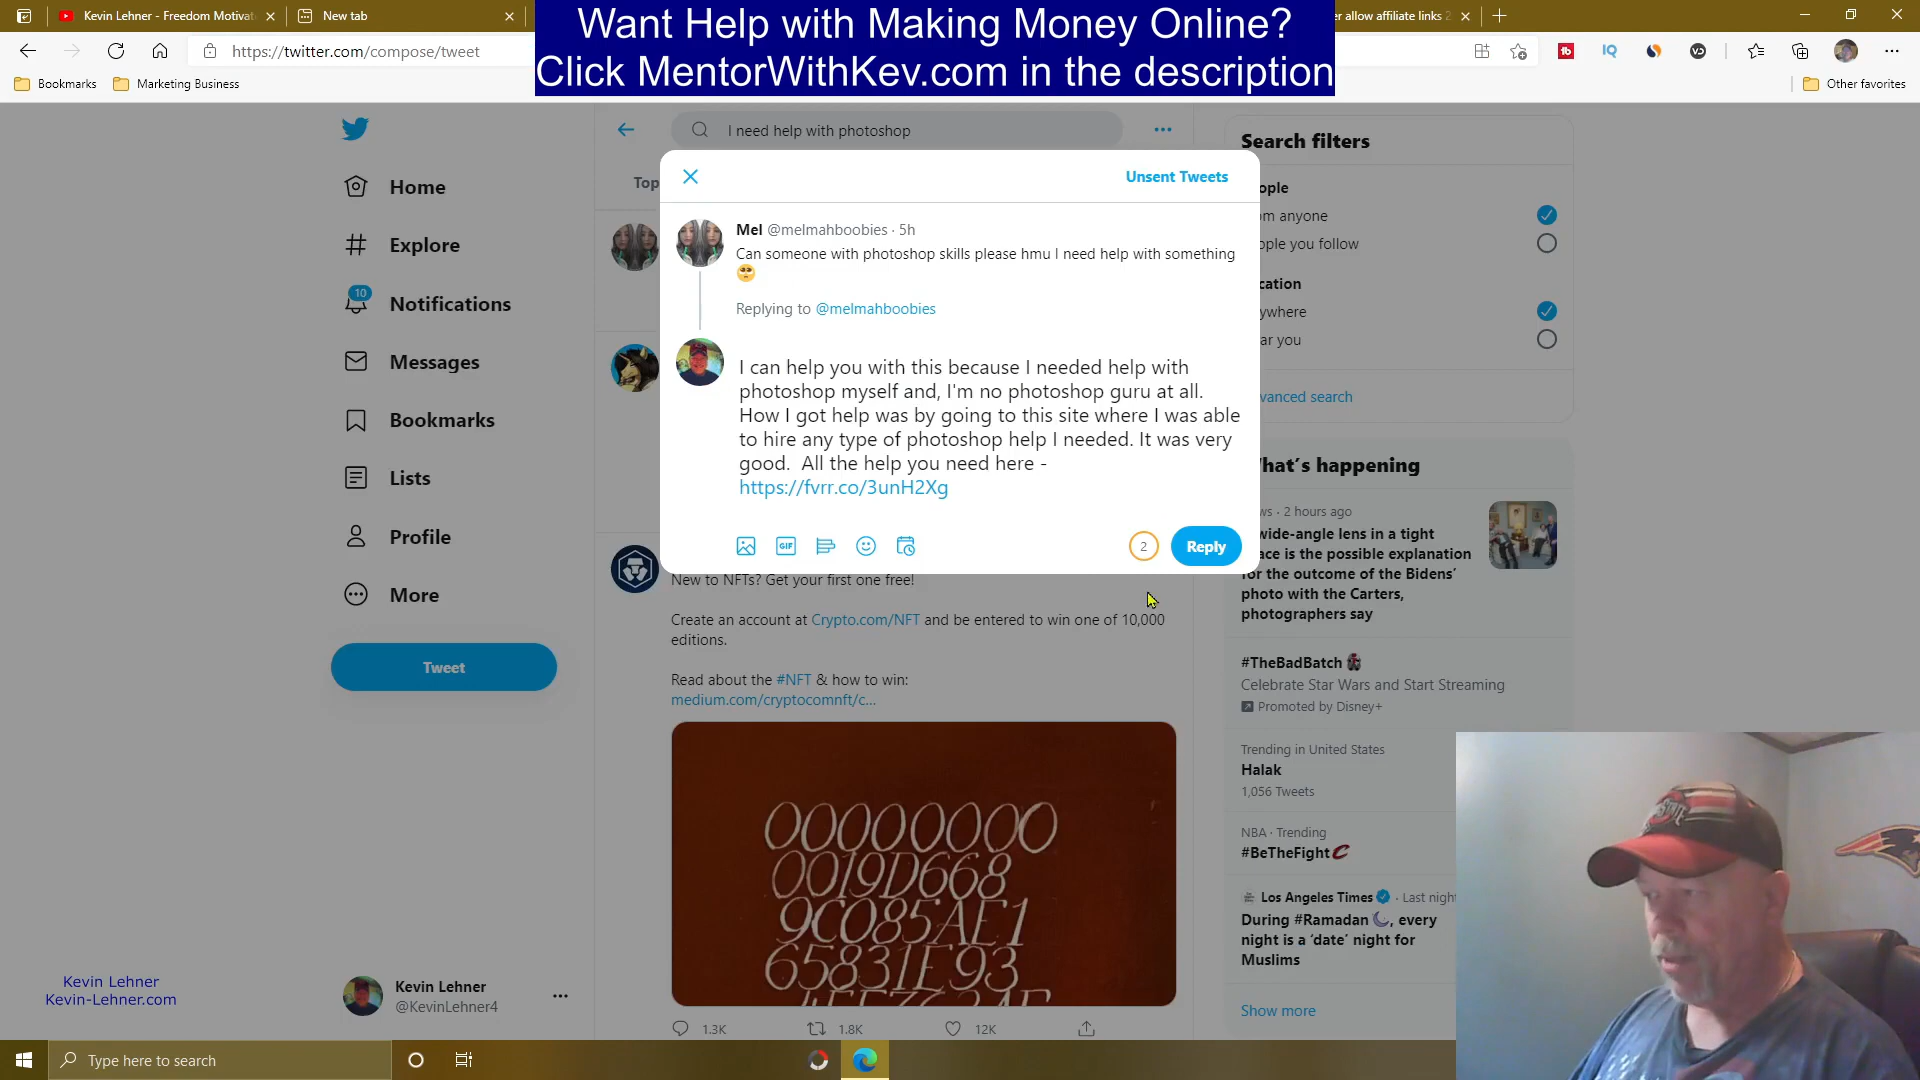 Kevin Lehner - Freedom Motivat
New tab
er allow affiliate links 2
Want Help with Making Money Online?
Click MentorWithKev.com in the description
https://twitter.com/compose/tweet
Bookmarks
Marketing Business
Other favorites
I need help with photoshop
Top
Home
Explore
10
Notifications
Messages
Bookmarks
Lists
Profile
More
Tweet
Unsent Tweets
Mel @melmahboobies · 5h
Can someone with photoshop skills please hmu I need help with something
🥺
Replying to @melmahboobies
I can help you with this because I needed help with
photoshop myself and, I'm no photoshop guru at all.
How I got help was by going to this site where I was able
to hire any type of photoshop help I needed. It was very
good.  All the help you need here -
https://fvrr.co/3unH2Xg
GIF
2
Reply
New to NFTs? Get your first one free!
Create an account at Crypto.com/NFT and be entered to win one of 10,000
editions.
Read about the #NFT & how to win:
medium.com/cryptocomnft/c...
00000000
0019D668
9C085AE1
65831E93
1.3K
1.8K
12K
Search filters
ople
m anyone
ople you follow
cation
ywhere
ar you
vanced search
hat's happening
ws · 2 hours ago
wide-angle lens in a tight
ace is the possible explanation
for the outcome of the Bidens'
photo with the Carters,
photographers say
#TheBadBatch
Celebrate Star Wars and Start Streaming
Promoted by Disney+
Trending in United States
Halak
1,056 Tweets
NBA · Trending
#BeTheFight
Los Angeles Times · Last night
During #Ramadan, every
night is a 'date' night for
Muslims
Show more
Kevin Lehner
Kevin-Lehner.com
Kevin Lehner
@KevinLehner4
Type here to search